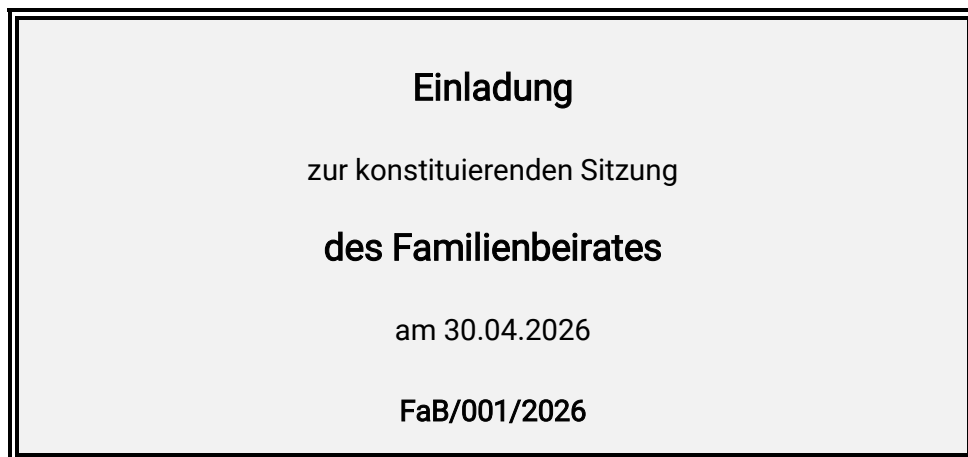 Einladung
zur konstituierenden Sitzung
des Familienbeirates
am 30.04.2026
FaB/001/2026